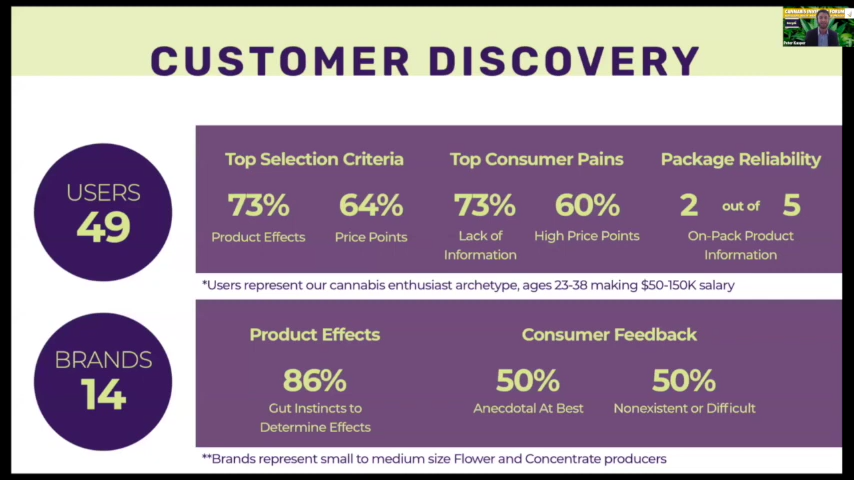 CUSTOMER DISCOVERY
USERS
49
Top Selection Criteria
73%
Product Effects
64%
Price Points
Top Consumer Pains
73%
Lack of
Information
60%
High Price Points
Package Reliability
2 out of 5
On-Pack Product
Information
*Users represent our cannabis enthusiast archetype, ages 23-38 making $50-150K salary
BRANDS
14
Product Effects
86%
Gut Instincts to
Determine Effects
Consumer Feedback
50%
Anecdotal At Best
50%
Nonexistent or Difficult
**Brands represent small to medium size Flower and Concentrate producers